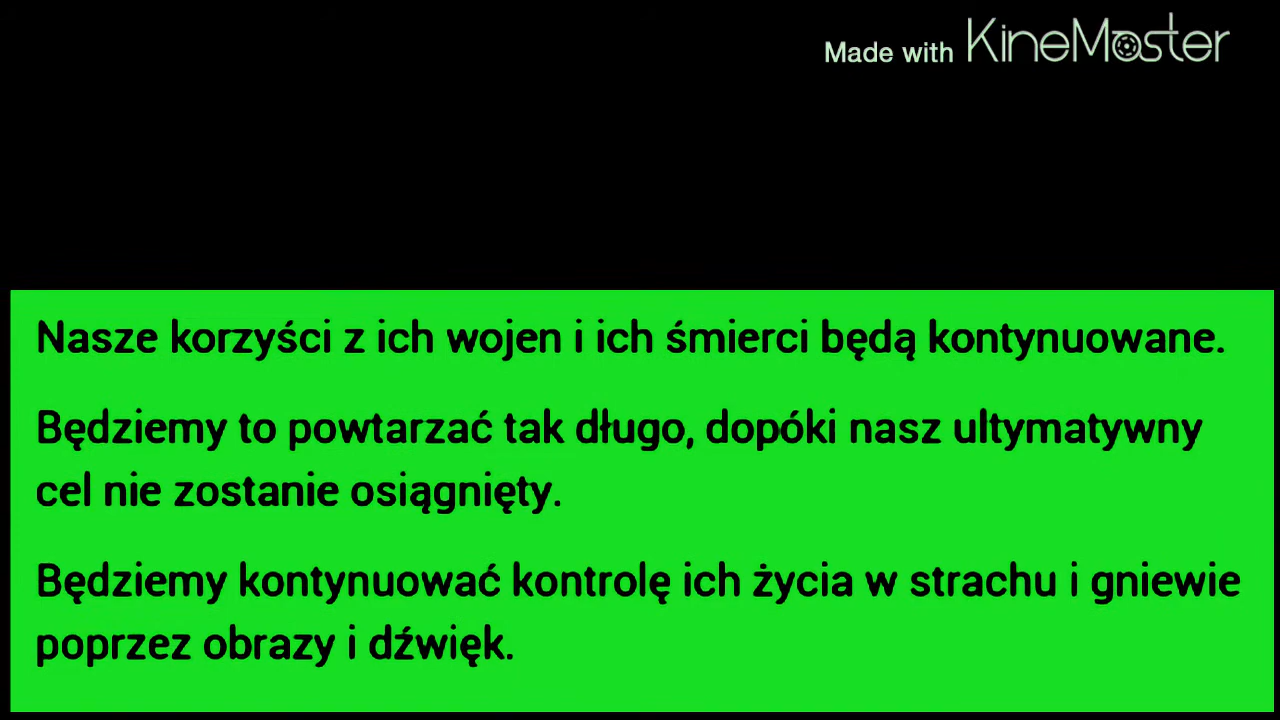 Made with KineMaster
Nasze korzyści z ich wojen i ich śmierci będą kontynuowane.
Będziemy to powtarzać tak długo, dopóki nasz ultymatywny
cel nie zostanie osiągnięty.
Będziemy kontynuować kontrolę ich życia w strachu i gniewie
poprzez obrazy i dźwięk.